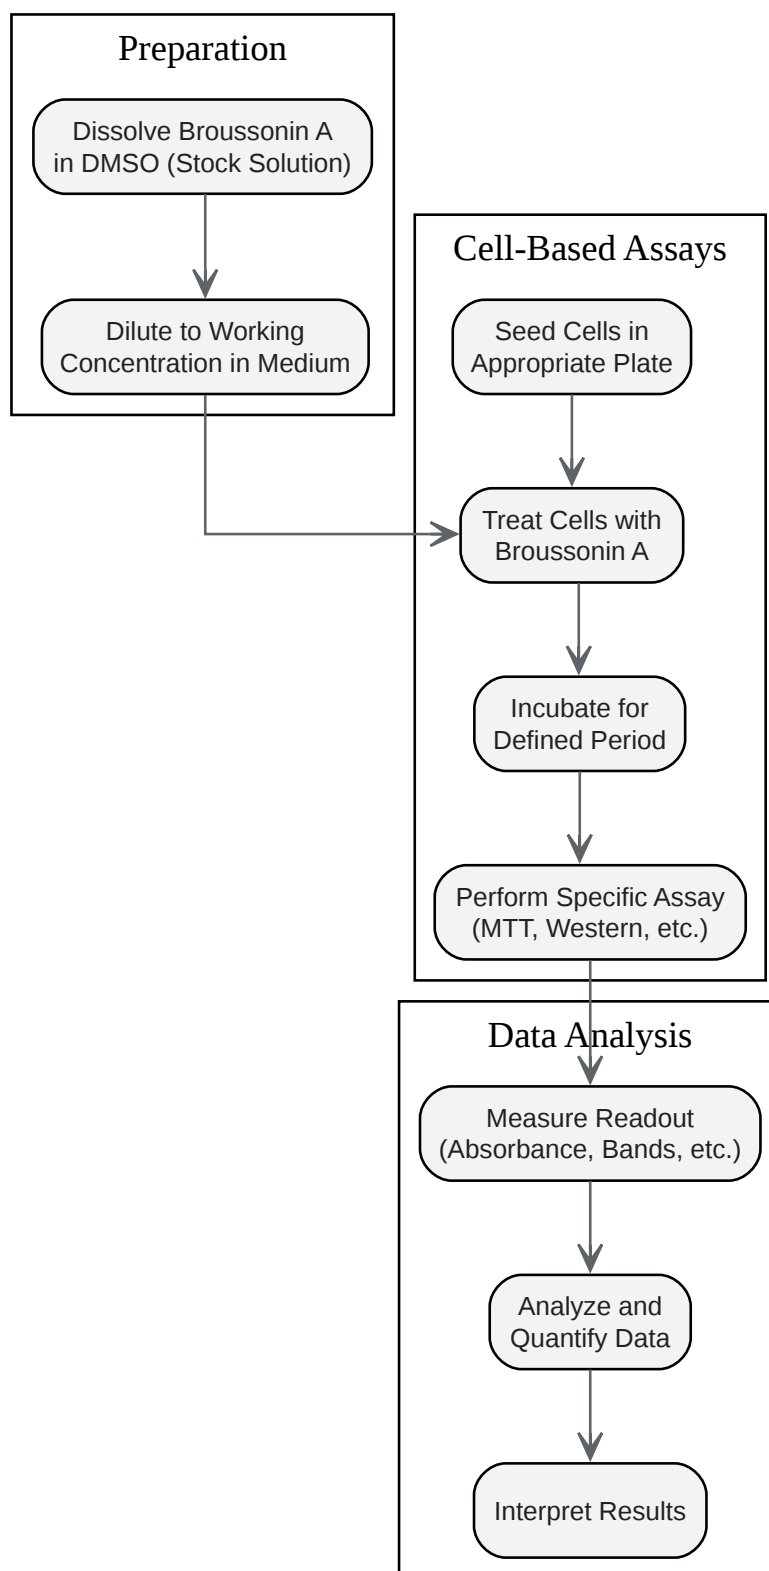 Preparation
Dissolve Broussonin A
in DMSO (Stock Solution)
Dilute to Working
Concentration in Medium
Cell-Based Assays
Seed Cells in
Appropriate Plate
Treat Cells with
Broussonin A
Incubate for
Defined Period
Perform Specific Assay
(MTT, Western, etc.)
Data Analysis
Measure Readout
(Absorbance, Bands, etc.)
Analyze and
Quantify Data
Interpret Results